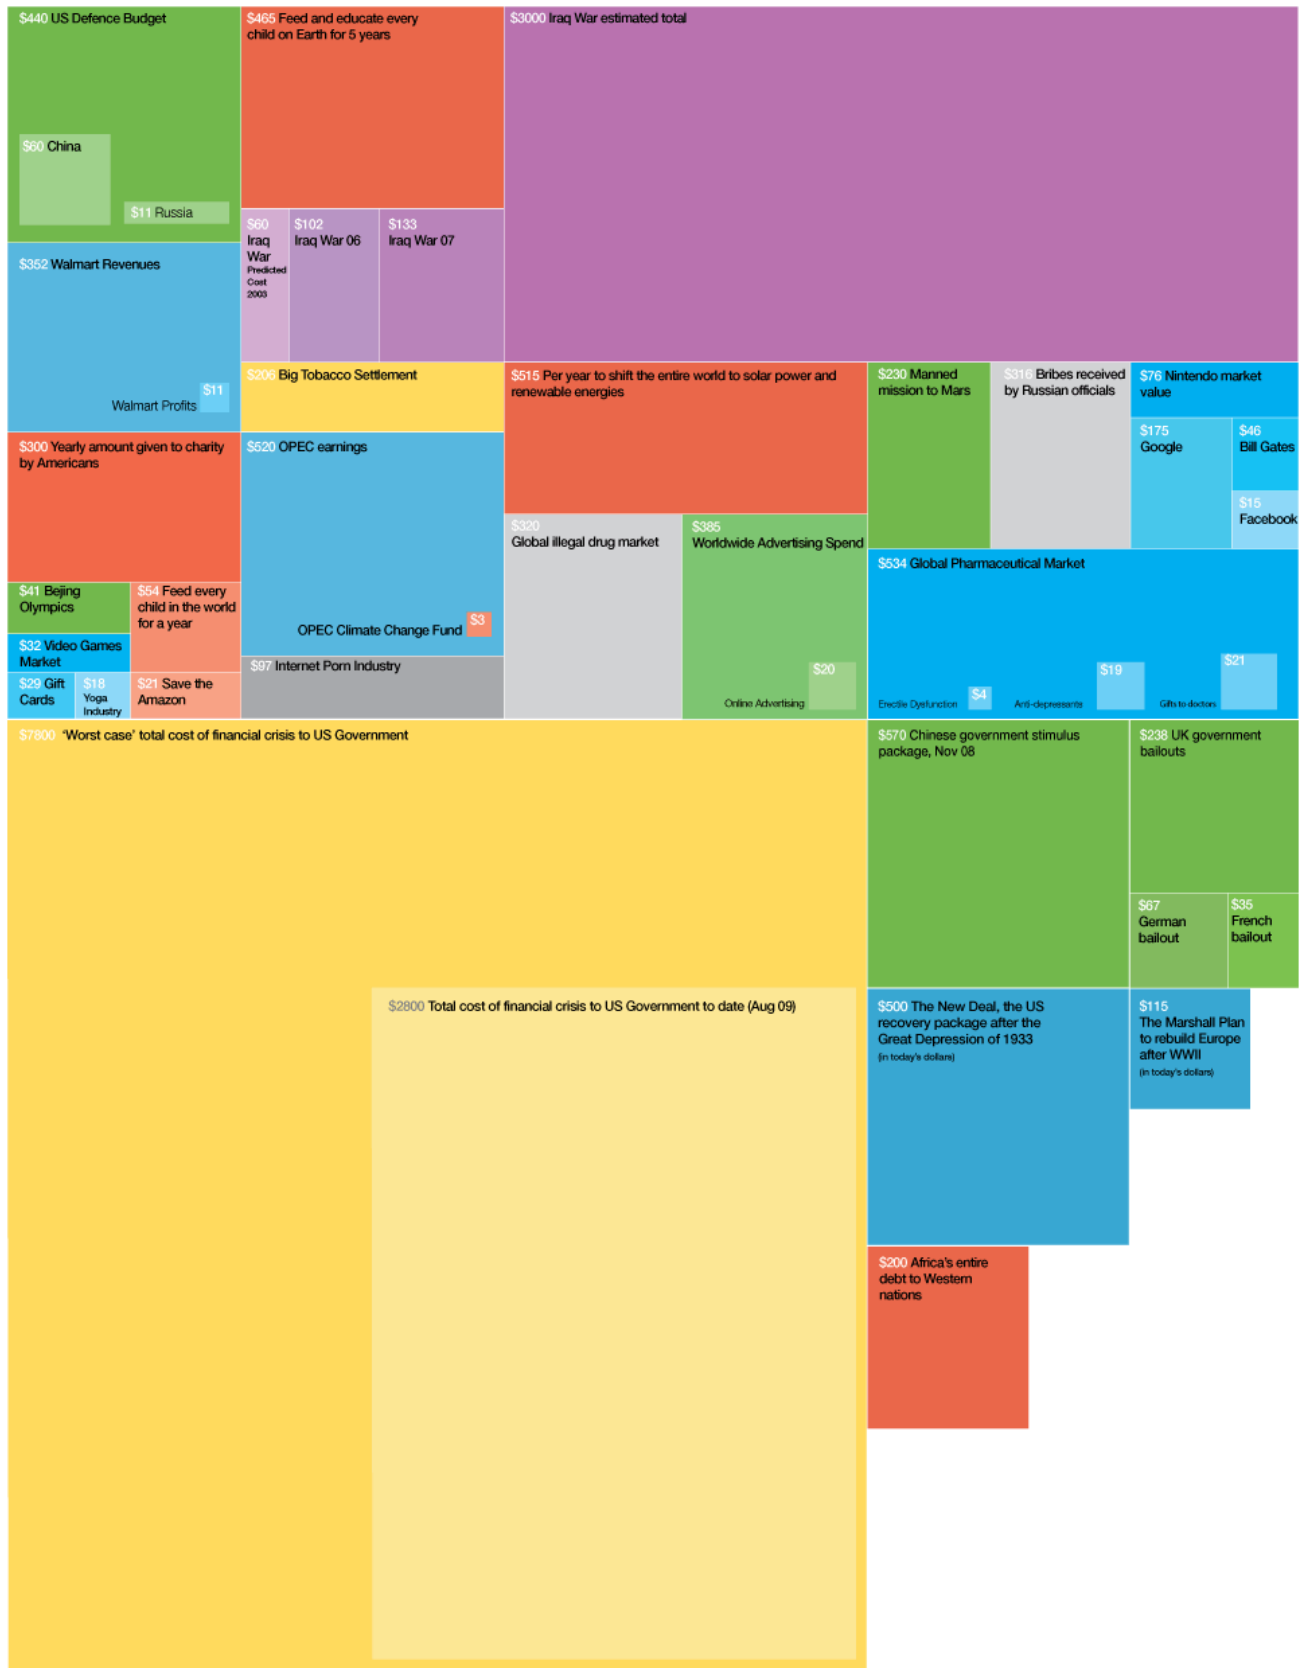 $440 US Defence Budget
$60 China
$11 Russia
$465 Feed and educate every
child on Earth for 5 years
$3000 Iraq War estimated total
$60
Iraq
War
Predicted
Cost
2003
$102
Iraq War 06
$133
Iraq War 07
$352 Walmart Revenues
$11
Walmart Profits
$206 Big Tobacco Settlement
$515 Per year to shift the entire world to solar power and
renewable energies
$230 Manned
mission to Mars
$316 Bribes received
by Russian officials
$76 Nintendo market
value
$175
Google
$46
Bill Gates
$15
Facebook
$300 Yearly amount given to charity
by Americans
$520 OPEC earnings
$3
OPEC Climate Change Fund
$320
Global illegal drug market
$385
Worldwide Advertising Spend
$20
Online Advertising
$534 Global Pharmaceutical Market
$4
Erectile Dysfunction
$19
Anti-depressants
$21
Gifts to doctors
$41 Bejing
Olympics
$54 Feed every
child in the world
for a year
$32 Video Games
Market
$29 Gift
Cards
$18
Yoga
Industry
$21 Save the
Amazon
$97 Internet Porn Industry
$7800 ‘Worst case’ total cost of financial crisis to US Government
$570 Chinese government stimulus
package, Nov 08
$238 UK government
bailouts
$67
German
bailout
$35
French
bailout
$2800 Total cost of financial crisis to US Government to date (Aug 09)
$500 The New Deal, the US
recovery package after the
Great Depression of 1933
(in today's dollars)
$115
The Marshall Plan
to rebuild Europe
after WWII
(in today's dollars)
$200 Africa's entire
debt to Western
nations